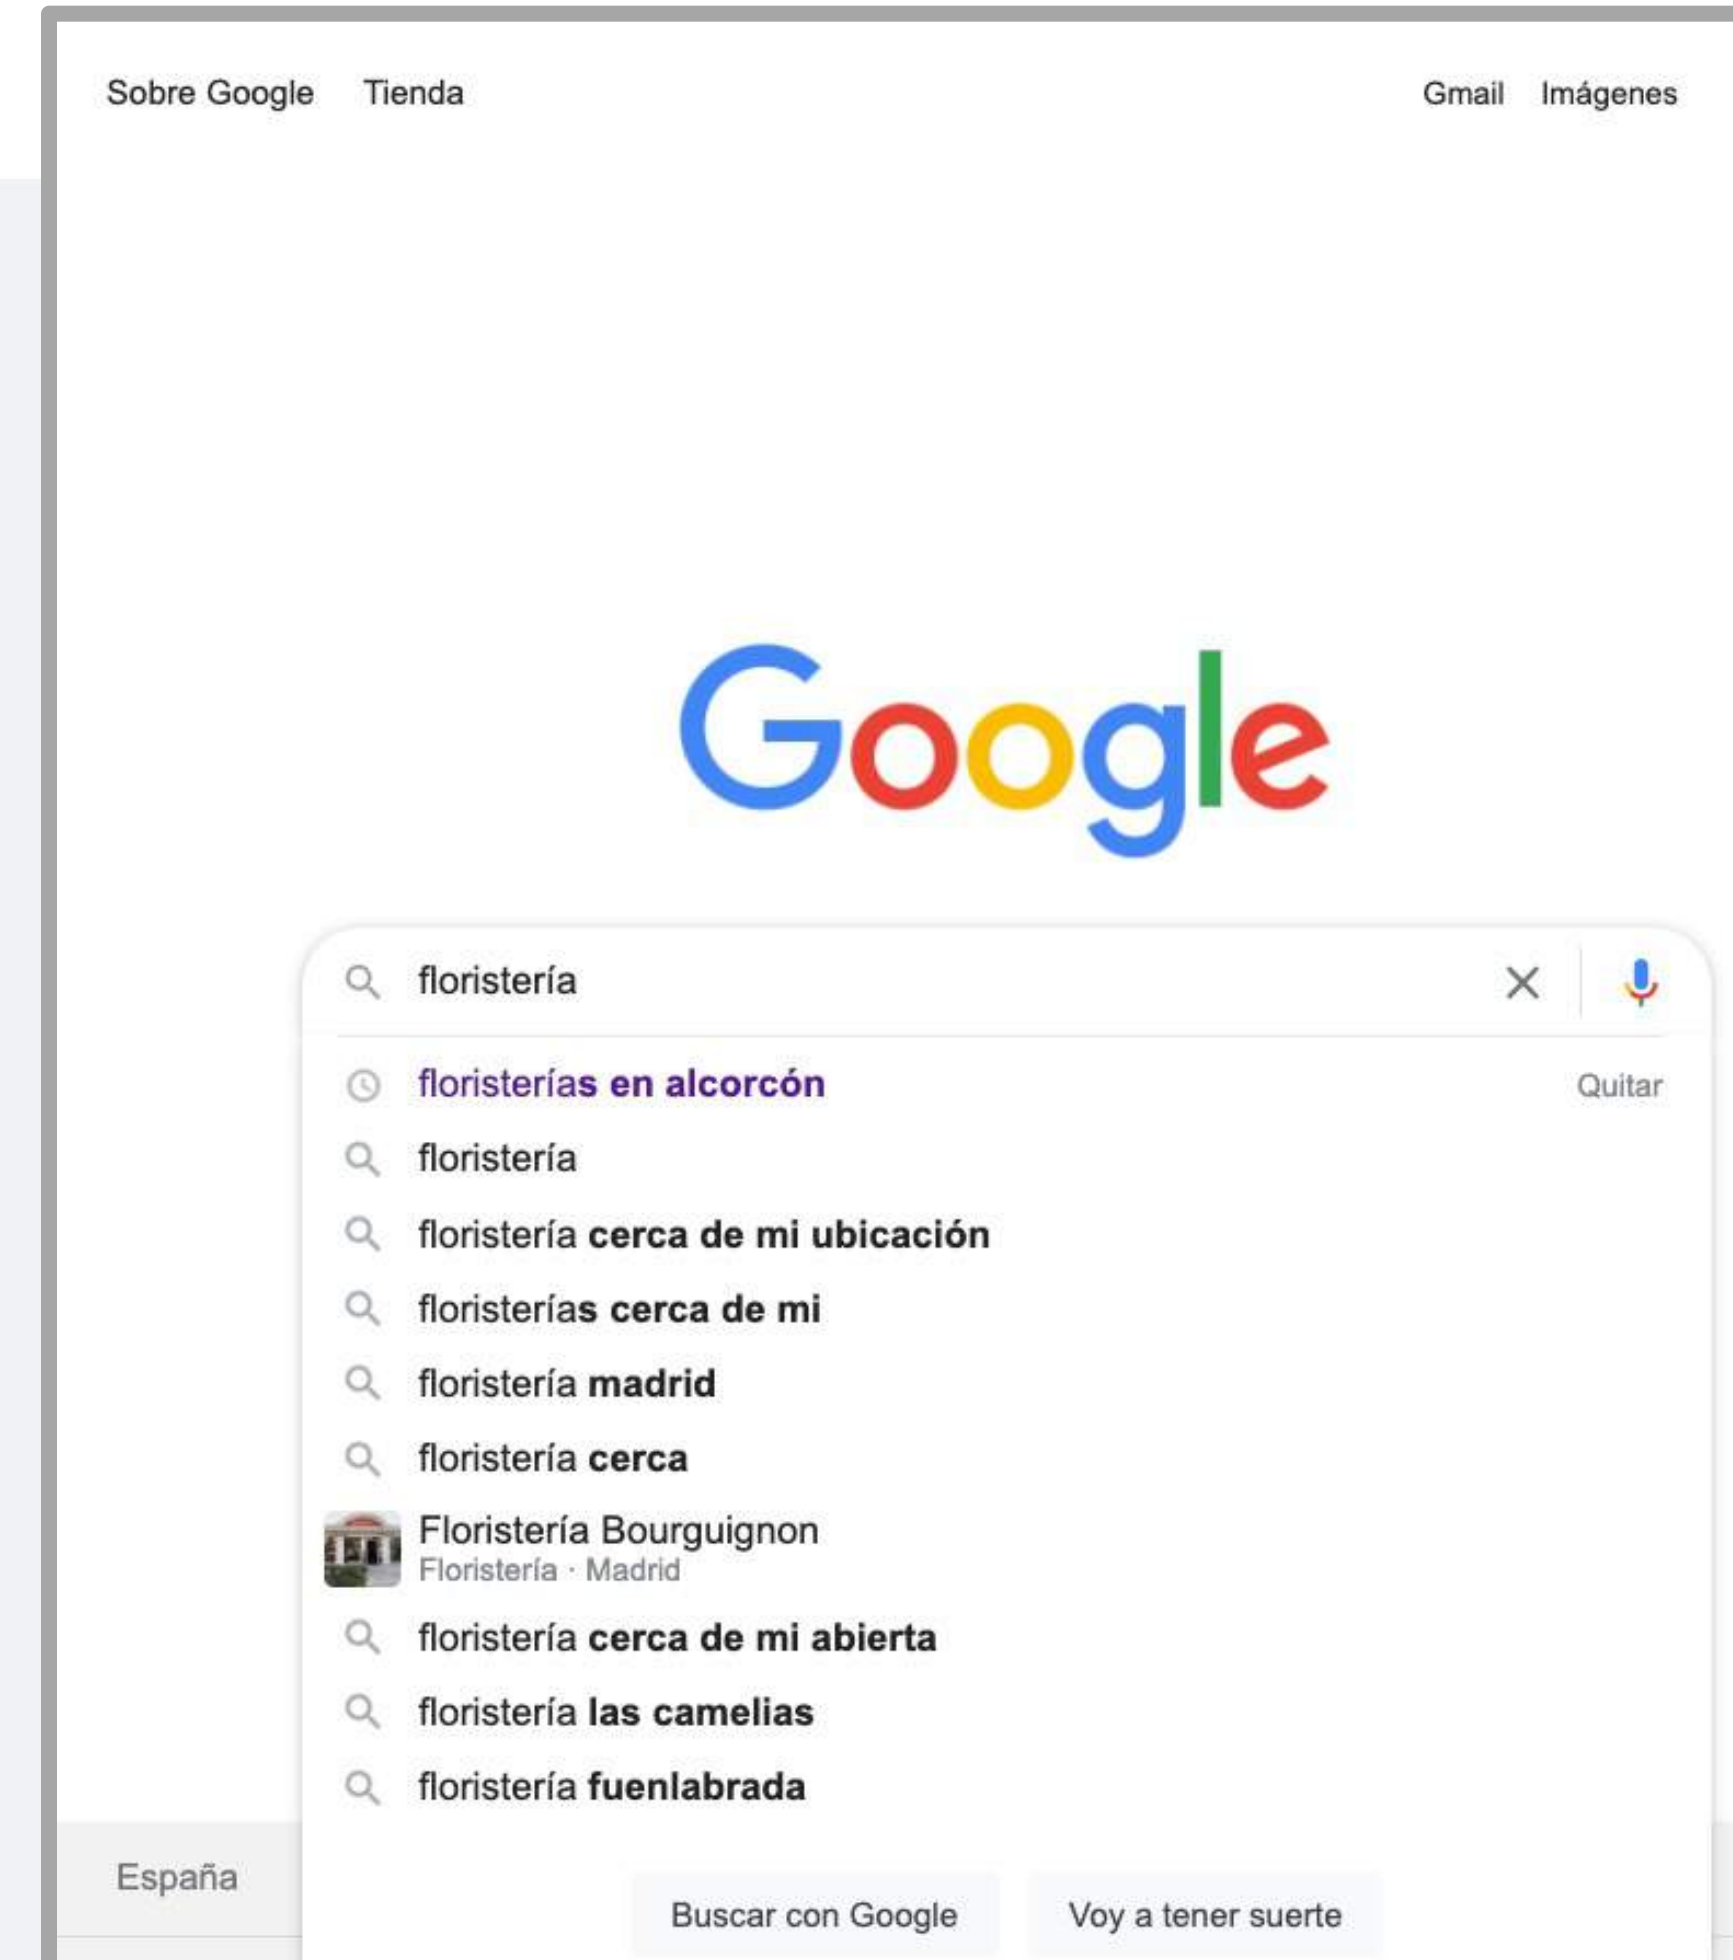 Sobre Google Tienda Gmail Imágenes
Google
floristería
floristerías en alcorcón Quitar
floristería
floristería cerca de mi ubicación
floristerías cerca de mi
floristería madrid
floristería cerca
Floristería Bourguignon
Floristería · Madrid
floristería cerca de mi abierta
floristería las camelias
floristería fuenlabrada
España
Buscar con Google Voy a tener suerte